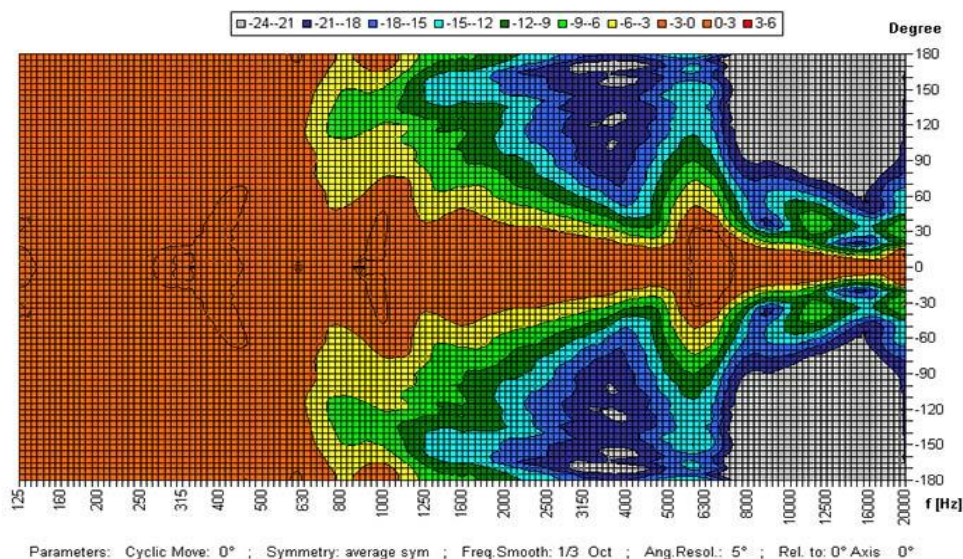 -24--21 -21--18 -18--15 -15--12 -12--9 -9--6 -6--3 -3-0 0-3 3-6
Degree
180
150
120
90
60
30
0
-30
-60
-90
-120
-150
-180
125 160 200 250 315 400 500 630 800 1000 1250 1600 2000 2500 3150 4000 5000 6300 8000 10000 12500 16000 20000
f [Hz]
Parameters: Cyclic Move: 0° ; Symmetry: average sym ; Freq.Smooth: 1/3 Oct ; Ang.Resol.: 5° ; Rel. to: 0° Axis 0°